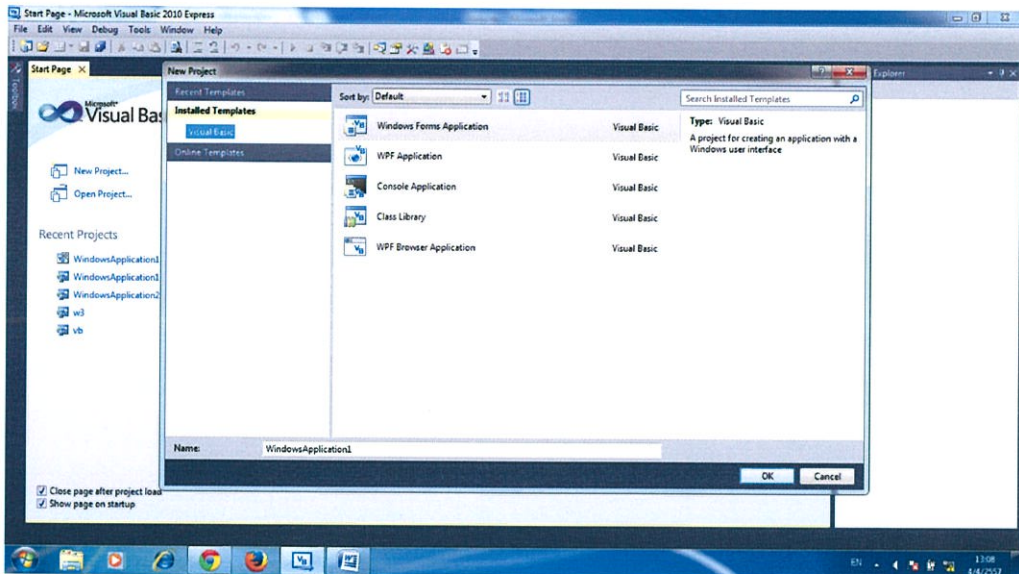 Start Page - Microsoft Visual Basic 2010 Express
File Edit View Debug Tools Window Help
Start Page
Explorer
Toolbox
Microsoft
Visual Bas
New Project...
Open Project...
Recent Projects
WindowsApplication1
WindowsApplication1
WindowsApplication2
w3
vb
Close page after project load
Show page on startup
New Project
Recent Templates
Installed Templates
Visual Basic
Online Templates
Sort by: Default
Search Installed Templates
Windows Forms Application Visual Basic
WPF Application Visual Basic
Console Application Visual Basic
Class Library Visual Basic
WPF Browser Application Visual Basic
Type: Visual Basic
A project for creating an application with a
Windows user interface
Name: WindowsApplication1
OK Cancel
EN
13:08
4/4/2557